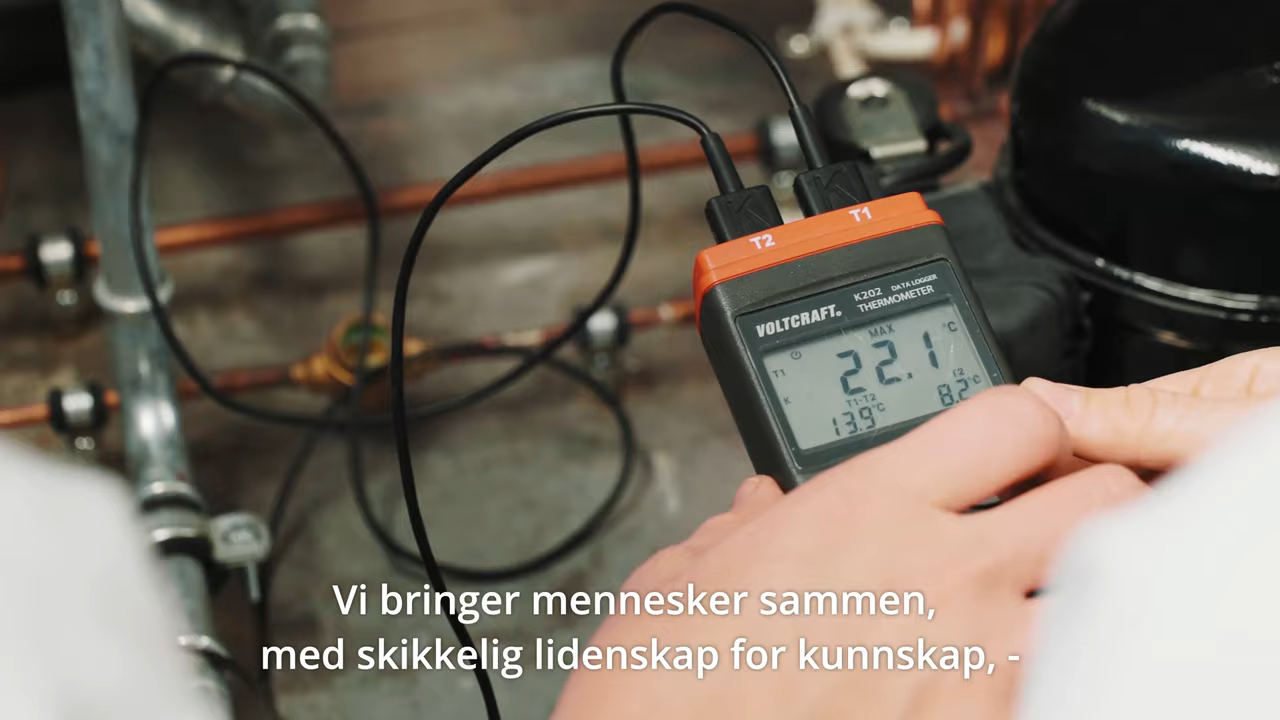 T2 T1
VOLTCRAFT. K202 DATA LOGGER
THERMOMETER
MAX
T1 22.1 °C
K
T1-T2 T2
13.9°C 8.2°C
Vi bringer mennesker sammen,
med skikkelig lidenskap for kunnskap, -